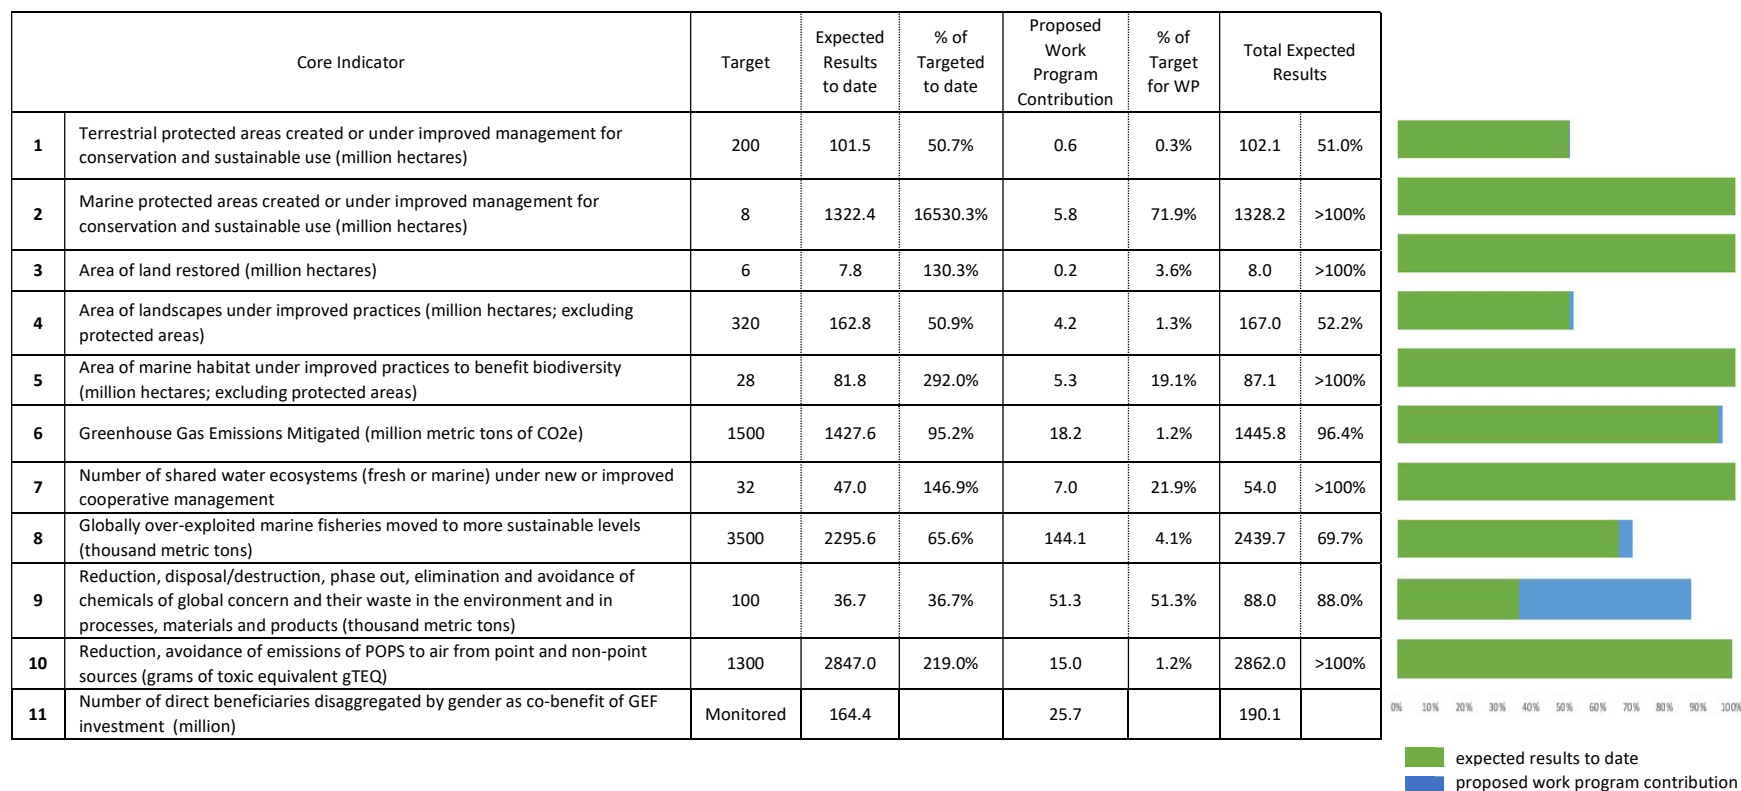 Core Indicator
Target
Expected
Results
to date
% of
Targeted
to date
Proposed
Work
Program
Contribution
% of
Target
for WP
Total Expected
Results
1
Terrestrial protected areas created or under improved management for
conservation and sustainable use (million hectares)
200
101.5
50.7%
0.6
0.3%
102.1
51.0%
2
Marine protected areas created or under improved management for
conservation and sustainable use (million hectares)
8
1322.4
16530.3%
5.8
71.9%
1328.2
>100%
3
Area of land restored (million hectares)
6
7.8
130.3%
0.2
3.6%
8.0
>100%
4
Area of landscapes under improved practices (million hectares; excluding
protected areas)
320
162.8
50.9%
4.2
1.3%
167.0
52.2%
5
Area of marine habitat under improved practices to benefit biodiversity
(million hectares; excluding protected areas)
28
81.8
292.0%
5.3
19.1%
87.1
>100%
6
Greenhouse Gas Emissions Mitigated (million metric tons of CO2e)
1500
1427.6
95.2%
18.2
1.2%
1445.8
96.4%
7
Number of shared water ecosystems (fresh or marine) under new or improved
cooperative management
32
47.0
146.9%
7.0
21.9%
54.0
>100%
8
Globally over-exploited marine fisheries moved to more sustainable levels
(thousand metric tons)
3500
2295.6
65.6%
144.1
4.1%
2439.7
69.7%
9
Reduction, disposal/destruction, phase out, elimination and avoidance of
chemicals of global concern and their waste in the environment and in
processes, materials and products (thousand metric tons)
100
36.7
36.7%
51.3
51.3%
88.0
88.0%
10
Reduction, avoidance of emissions of POPS to air from point and non-point
sources (grams of toxic equivalent gTEQ)
1300
2847.0
219.0%
15.0
1.2%
2862.0
>100%
11
Number of direct beneficiaries disaggregated by gender as co-benefit of GEF
investment (million)
Monitored
164.4
25.7
190.1
0% 10% 20% 30% 40% 50% 60% 70% 80% 90% 100%
expected results to date
proposed work program contribution